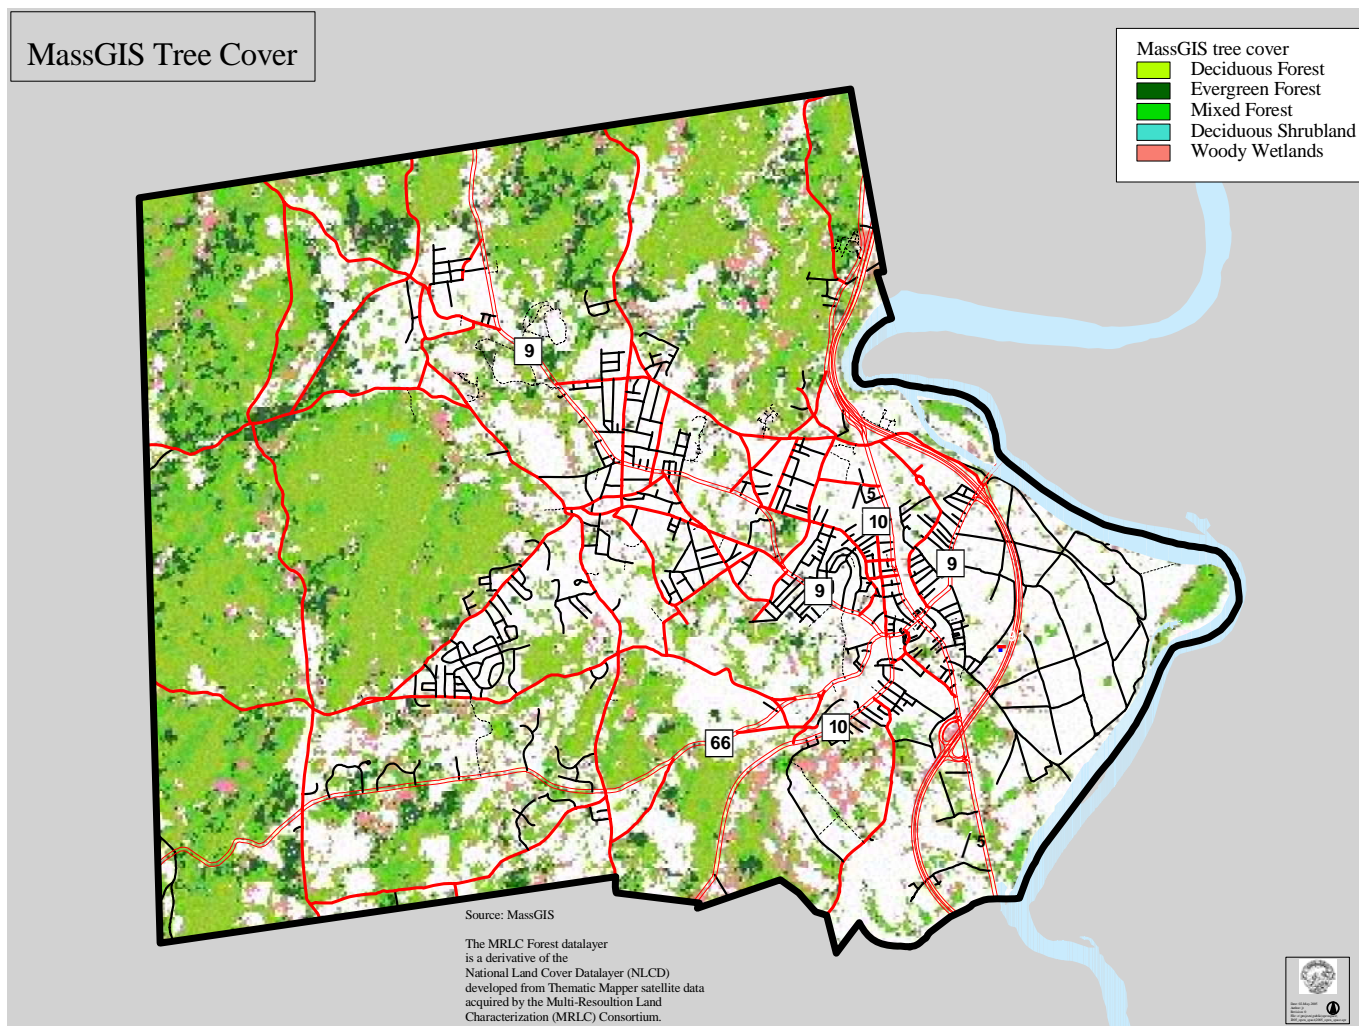 MassGIS Tree Cover
MassGIS tree cover
Deciduous Forest
Evergreen Forest
Mixed Forest
Deciduous Shrubland
Woody Wetlands
9
5
10
9
9
10
66
5
Source: MassGIS
The MRLC Forest datalayer
is a derivative of the
National Land Cover Datalayer (NLCD)
developed from Thematic Mapper satellite data
acquired by the Multi-Resoultion Land
Characterization (MRLC) Consortium.